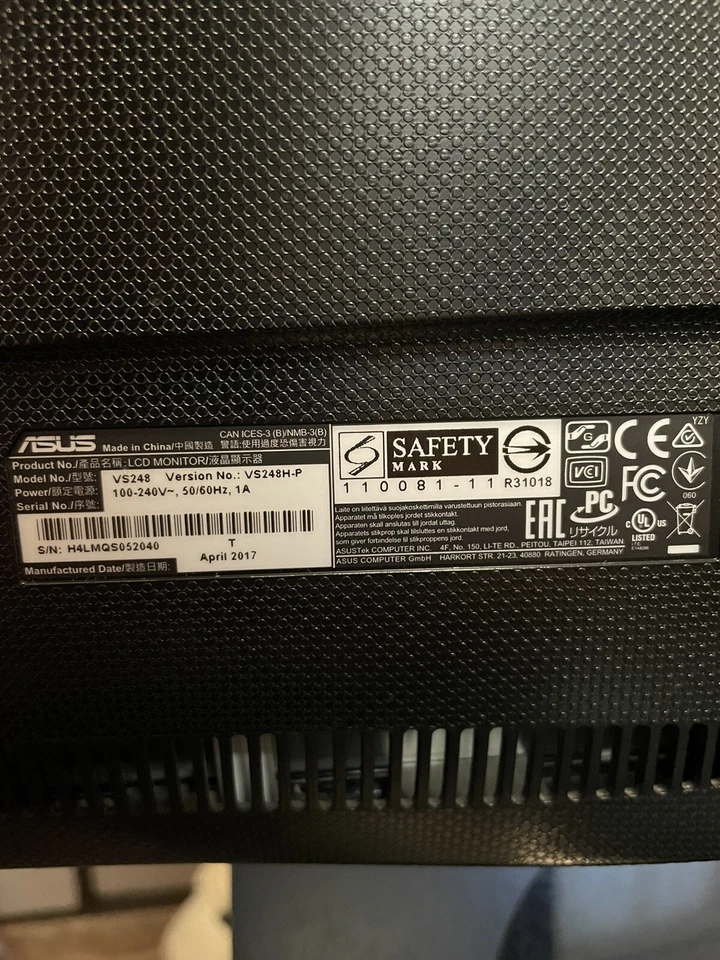 ASUS Made in China/中國製造
CAN ICES-3 (B)/NMB-3(B)
警語:使用過度恐傷害視力
Product No./產品名稱:LCD MONITOR/液晶顯示器
Model No./型號: VS248 Version No.: VS248H-P
Power/額定電源: 100-240V~, 50/60Hz, 1A
Serial No./序號:
S/N: H4LMQS052040
T
Manufactured Date/製造日期: April 2017
SAFETY
MARK
110081-11
R31018
Laite on liitettävä suojakoskettimilla varustettuun pistorasiaan
Apparatet må tilkoples jordet stikkontakt.
Apparaten skall anslutas till jordat uttag.
Apparatets stikprop skal tilsluttes en stikkontakt med jord,
som giver forbindelse til stikproppens jord.
ASUSTek COMPUTER INC. 4F, No. 150, LI-TE RD., PEITOU, TAIPEI 112, TAIWAN
ASUS COMPUTER GmbH HARKORT STR. 21-23, 40880 RATINGEN, GERMANY
G
VCI
EAC
PC
リサイクル
CE
FC
YZY
060
c UL us
LISTED